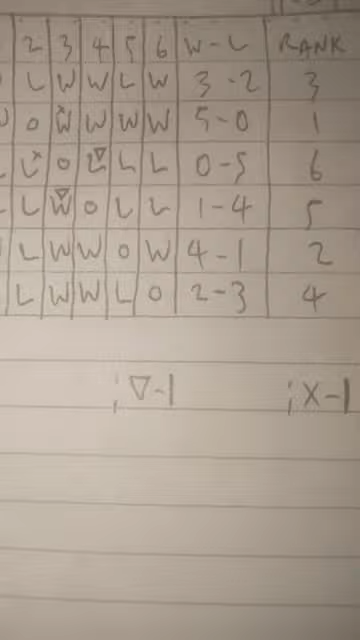 2 3 4 5 6 W-L RANK
L W W L W 3-2 3
0 W× W W W 5-0 1
L× 0 L▽ L L 0-5 6
L W▽ 0 L L 1-4 5
L W W 0 W 4-1 2
L W W L 0 2-3 4
; ▽-1 ; X-1